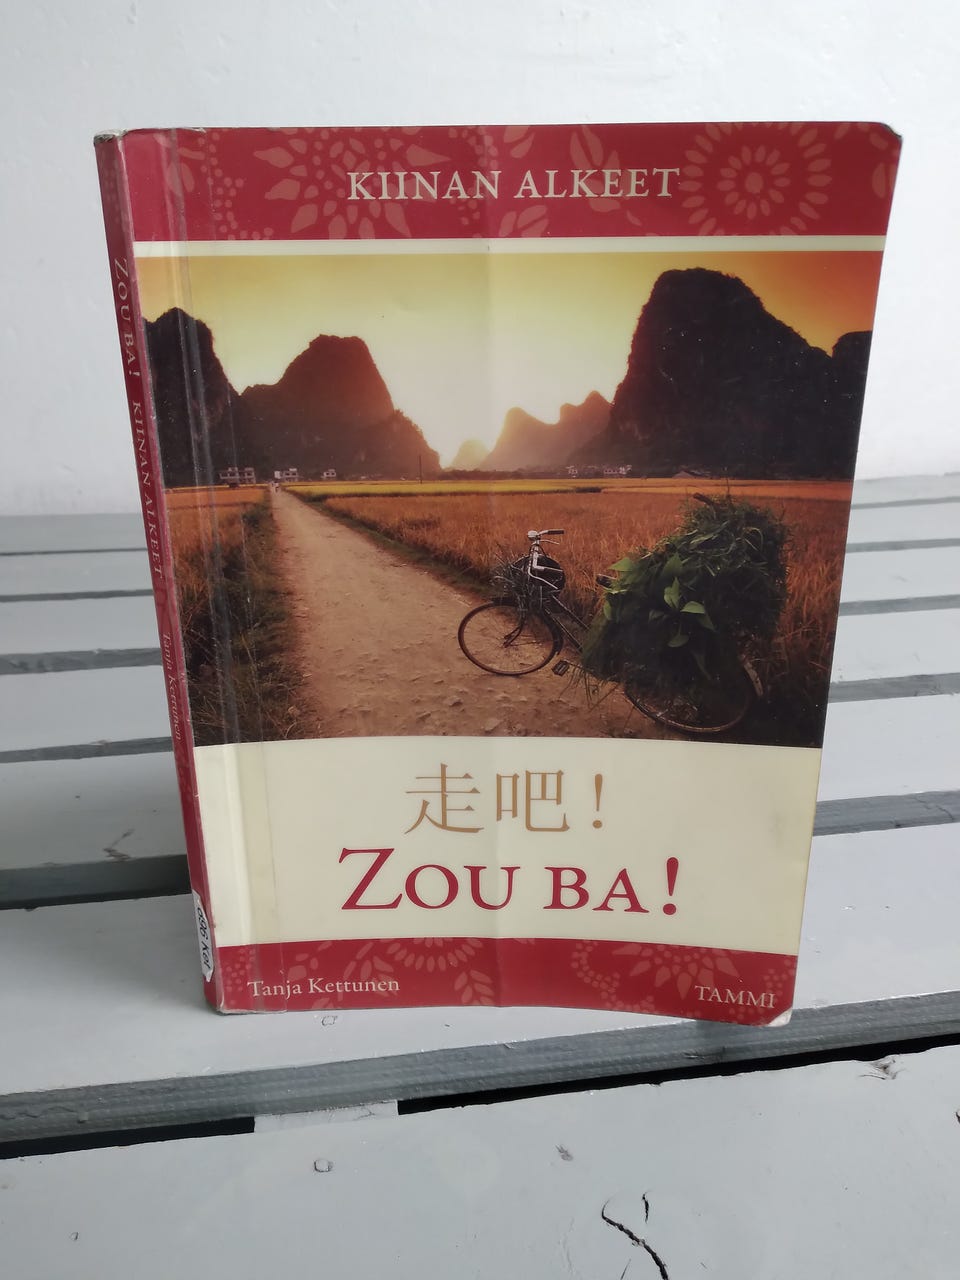 KIINAN ALKEET
走吧!
ZOU BA!
Tanja Kettunen
TAMMI
ZOU BA! KIINAN ALKEET Tanja Kettunen